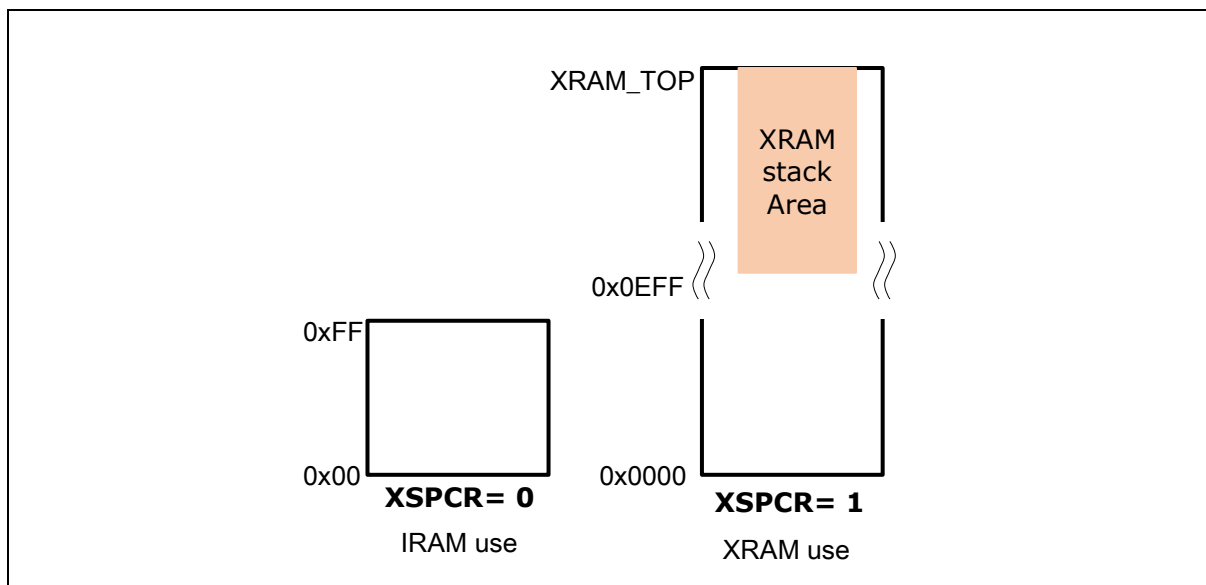 XRAM_TOP
XRAM
stack
Area
0x0EFF
0xFF
0x00
0x0000
XSPCR= 0
XSPCR= 1
IRAM use
XRAM use